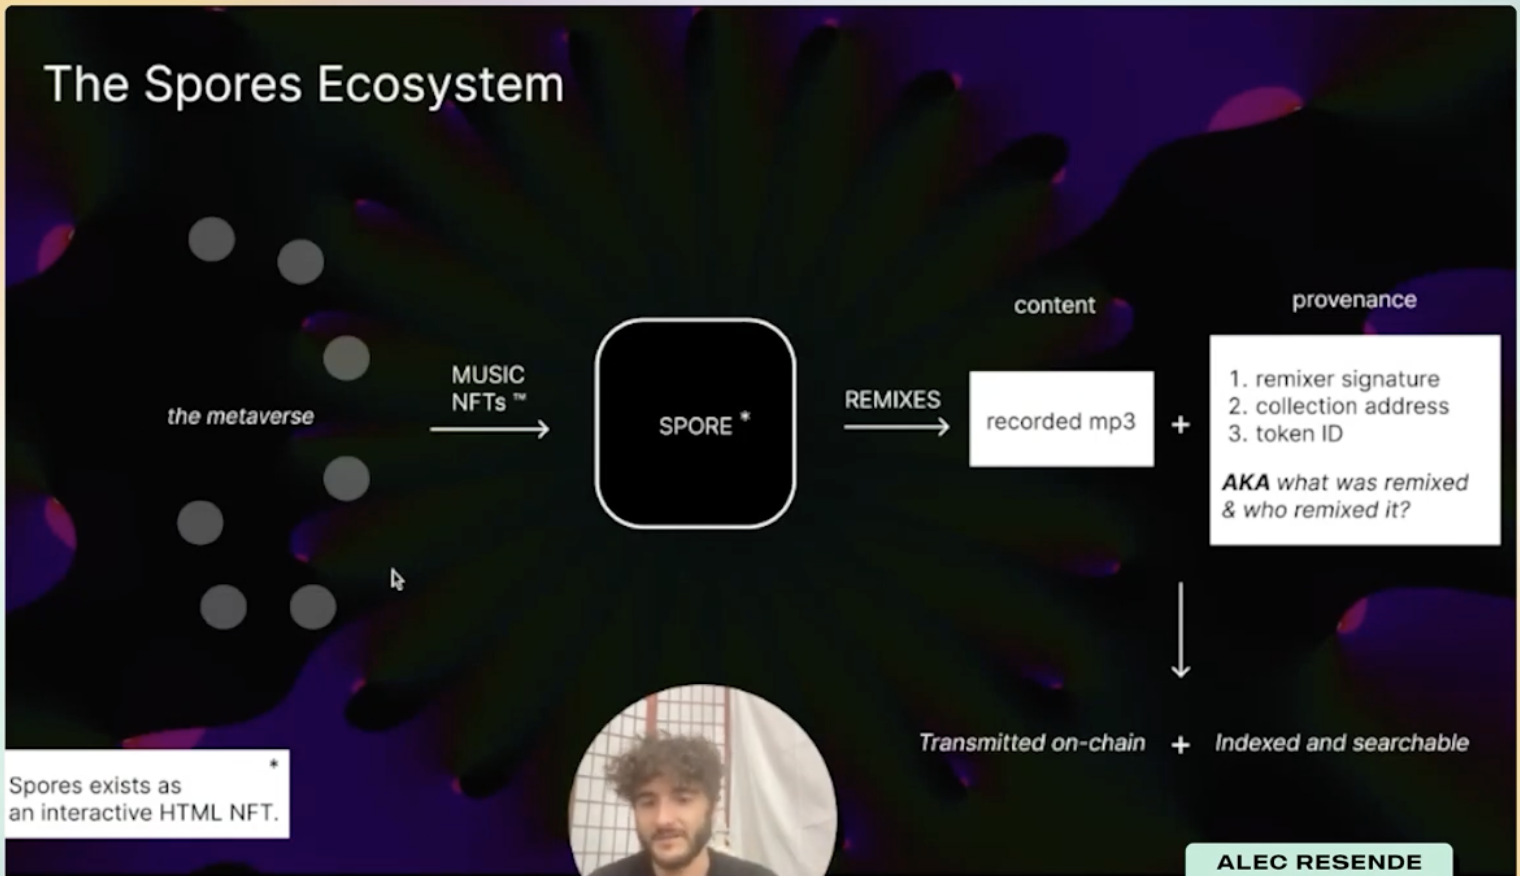 The Spores Ecosystem
the metaverse
MUSIC
NFTs ™
SPORE *
REMIXES
content
recorded mp3
+
provenance
1. remixer signature
2. collection address
3. token ID
AKA what was remixed
& who remixed it?
Transmitted on-chain + Indexed and searchable
*
Spores exists as
an interactive HTML NFT.
ALEC RESENDE